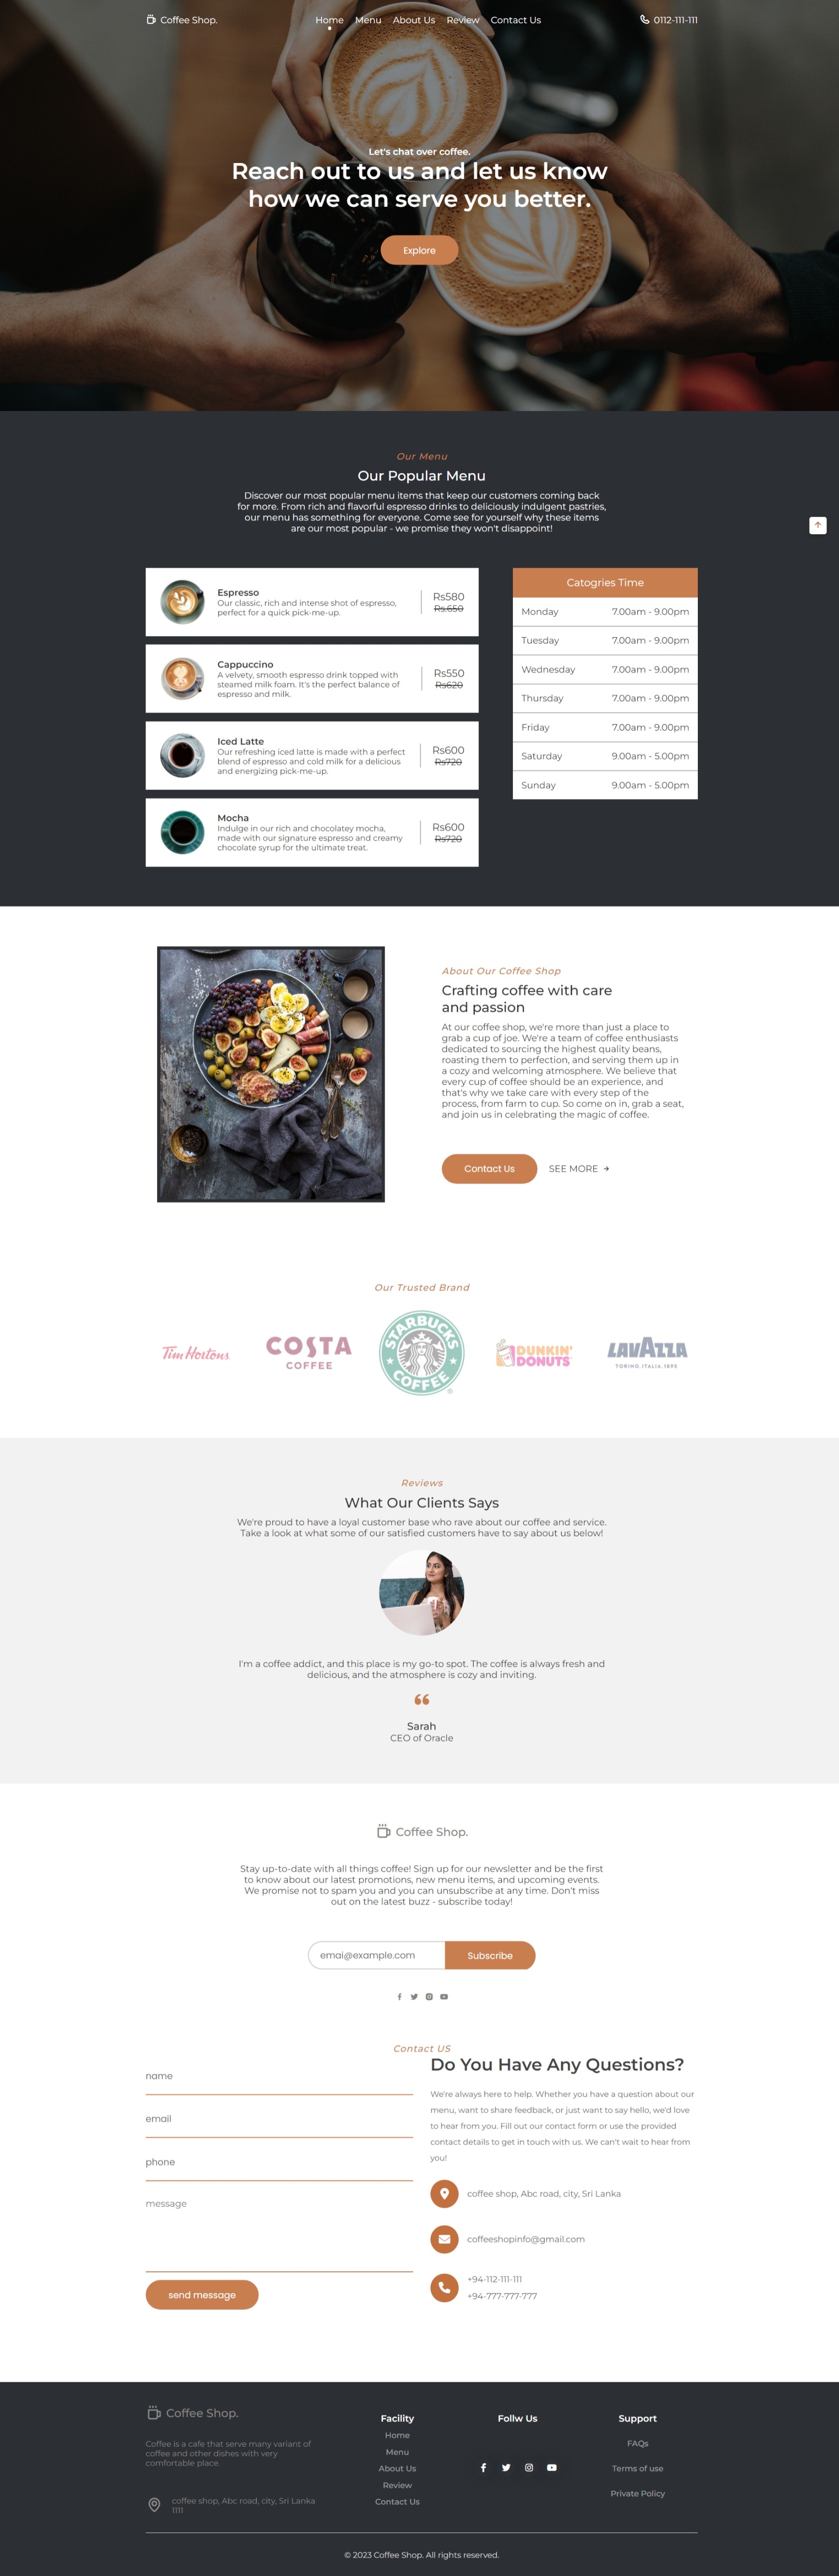 Coffee Shop.
Home Menu About Us Review Contact Us
0112-111-111
Let's chat over coffee.
Reach out to us and let us know
how we can serve you better.
Explore
Our Menu
Our Popular Menu
Discover our most popular menu items that keep our customers coming back
for more. From rich and flavorful espresso drinks to deliciously indulgent pastries,
our menu has something for everyone. Come see for yourself why these items
are our most popular - we promise they won't disappoint!
Espresso
Our classic, rich and intense shot of espresso,
perfect for a quick pick-me-up.
Rs580
Rs.650
Cappuccino
A velvety, smooth espresso drink topped with
steamed milk foam. It's the perfect balance of
espresso and milk.
Rs550
Rs620
Iced Latte
Our refreshing iced latte is made with a perfect
blend of espresso and cold milk for a delicious
and energizing pick-me-up.
Rs600
Rs720
Mocha
Indulge in our rich and chocolatey mocha,
made with our signature espresso and creamy
chocolate syrup for the ultimate treat.
Rs600
Rs720
Catogries Time
Monday 7.00am - 9.00pm
Tuesday 7.00am - 9.00pm
Wednesday 7.00am - 9.00pm
Thursday 7.00am - 9.00pm
Friday 7.00am - 9.00pm
Saturday 9.00am - 5.00pm
Sunday 9.00am - 5.00pm
About Our Coffee Shop
Crafting coffee with care
and passion
At our coffee shop, we're more than just a place to
grab a cup of joe. We're a team of coffee enthusiasts
dedicated to sourcing the highest quality beans,
roasting them to perfection, and serving them up in
a cozy and welcoming atmosphere. We believe that
every cup of coffee should be an experience, and
that's why we take care with every step of the
process, from farm to cup. So come on in, grab a seat,
and join us in celebrating the magic of coffee.
Contact Us
SEE MORE
Our Trusted Brand
Tim Hortons
COSTA
COFFEE
STARBUCKS
COFFEE
DUNKIN'
DONUTS
LAVAZZA
TORINO, ITALIA, 1895
Reviews
What Our Clients Says
We're proud to have a loyal customer base who rave about our coffee and service.
Take a look at what some of our satisfied customers have to say about us below!
I'm a coffee addict, and this place is my go-to spot. The coffee is always fresh and
delicious, and the atmosphere is cozy and inviting.
Sarah
CEO of Oracle
Coffee Shop.
Stay up-to-date with all things coffee! Sign up for our newsletter and be the first
to know about our latest promotions, new menu items, and upcoming events.
We promise not to spam you and you can unsubscribe at any time. Don't miss
out on the latest buzz - subscribe today!
emai@example.com
Subscribe
Contact US
name
email
phone
message
send message
Do You Have Any Questions?
We're always here to help. Whether you have a question about our
menu, want to share feedback, or just want to say hello, we'd love
to hear from you. Fill out our contact form or use the provided
contact details to get in touch with us. We can't wait to hear from
you!
coffee shop, Abc road, city, Sri Lanka
coffeeshopinfo@gmail.com
+94-112-111-111
+94-777-777-777
Coffee Shop.
Coffee is a cafe that serve many variant of
coffee and other dishes with very
comfortable place.
coffee shop, Abc road, city, Sri Lanka
1111
Facility
Home
Menu
About Us
Review
Contact Us
Follw Us
Support
FAQs
Terms of use
Private Policy
© 2023 Coffee Shop. All rights reserved.